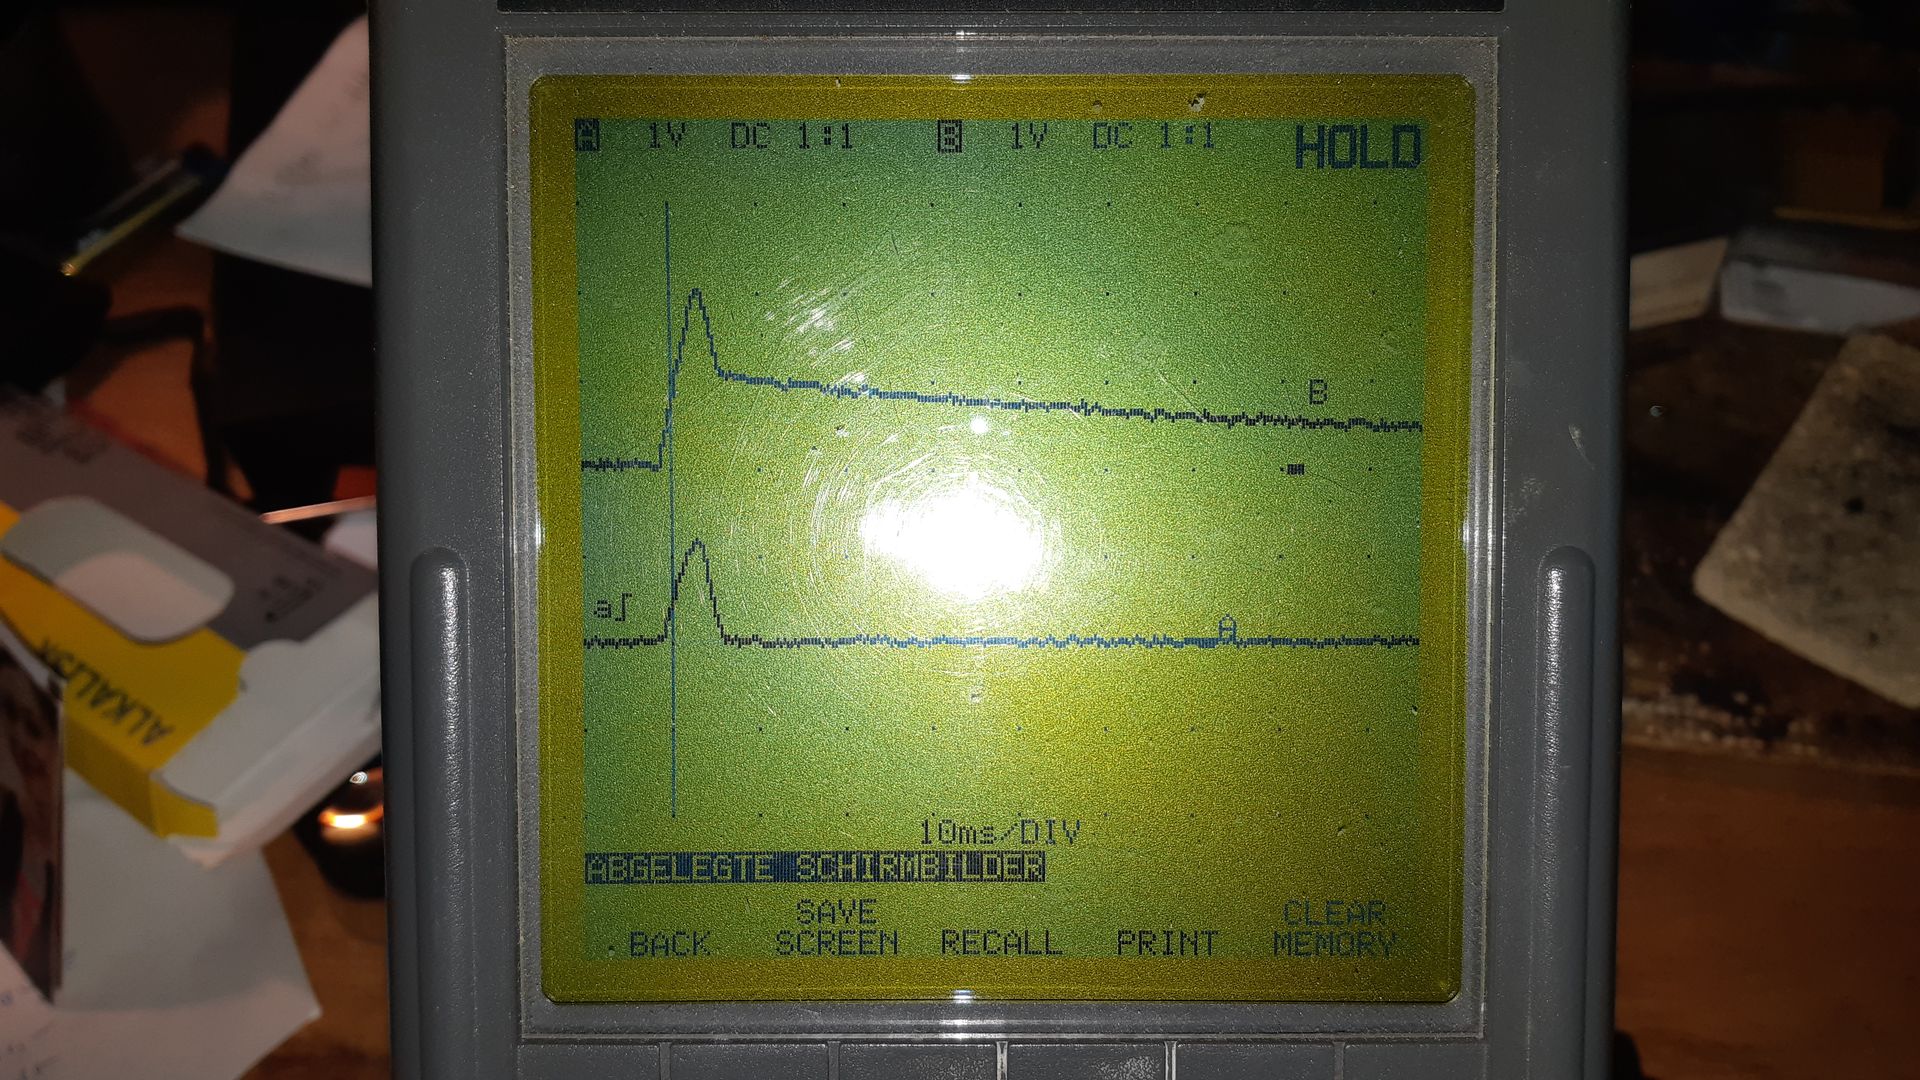 A 1V DC 1:1 B 1V DC 1:1 HOLD
B
a
A
10ms/DIV
ABGELEGTE SCHIRMBILDER
BACK SAVE SCREEN RECALL PRINT CLEAR MEMORY
ALKALISK